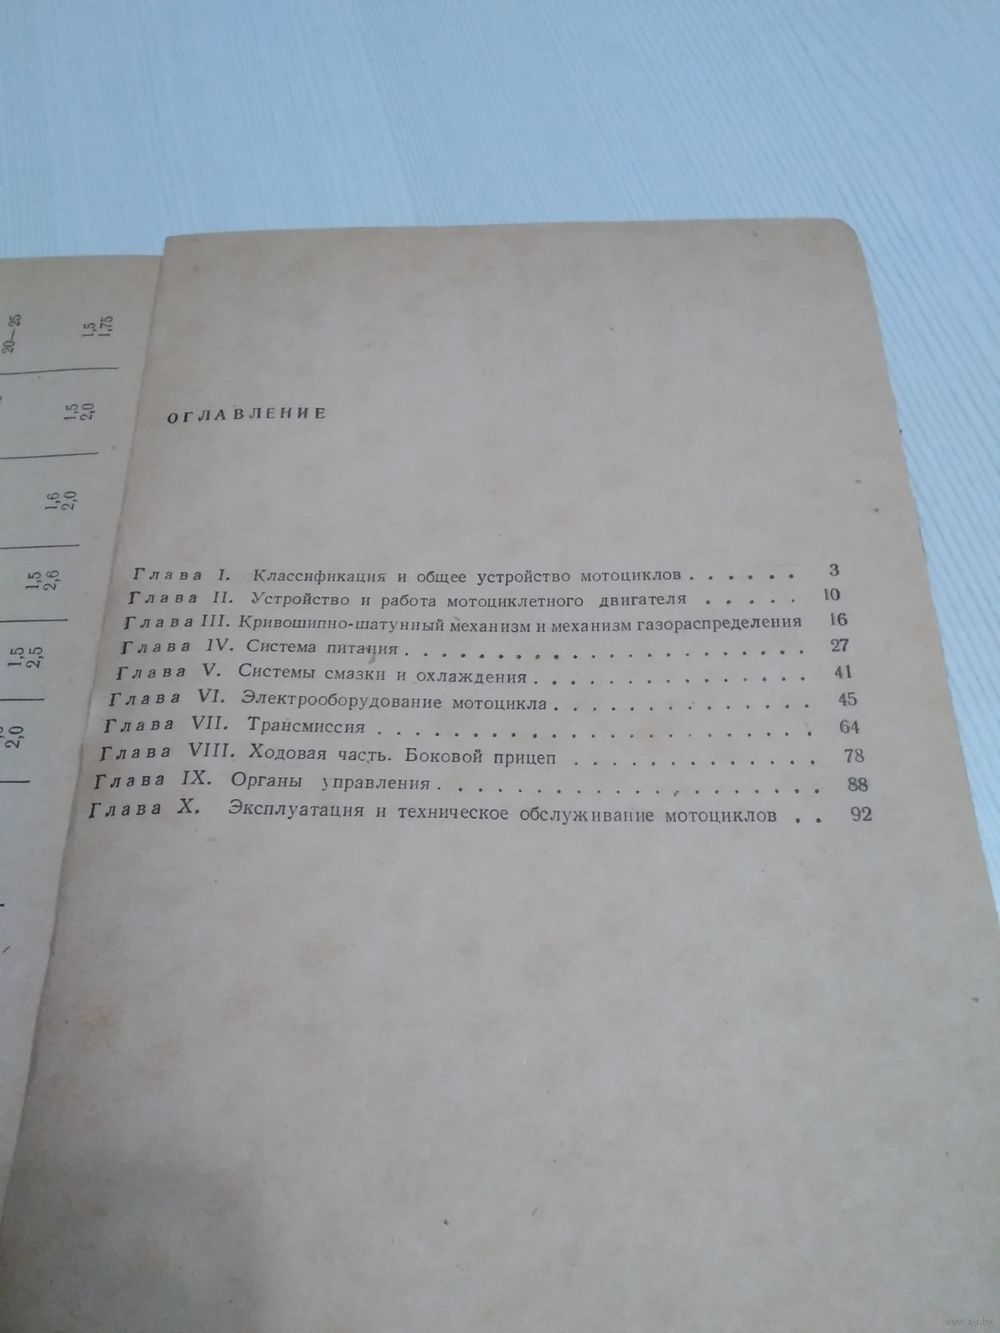 20—25
1,5
1,75
1,5
2,0
1,6
2,0
1,5
2,6
1,5
2,5
2,0
ОГЛАВЛЕНИЕ
Глава I. Классификация и общее устройство мотоциклов . . . . . . 3
Глава II. Устройство и работа мотоциклетного двигателя . . . . . 10
Глава III. Кривошипно-шатунный механизм и механизм газораспределения 16
Глава IV. Система питания . . . . . . . . . . . . . . . . . . 27
Глава V. Системы смазки и охлаждения . . . . . . . . . . . . . 41
Глава VI. Электрооборудование мотоцикла . . . . . . . . . . . . 45
Глава VII. Трансмиссия . . . . . . . . . . . . . . . . . . . . 64
Глава VIII. Ходовая часть. Боковой прицеп . . . . . . . . . . . 78
Глава IX. Органы управления . . . . . . . . . . . . . . . . . 88
Глава X. Эксплуатация и техническое обслуживание мотоциклов . . 92
www.ay.by